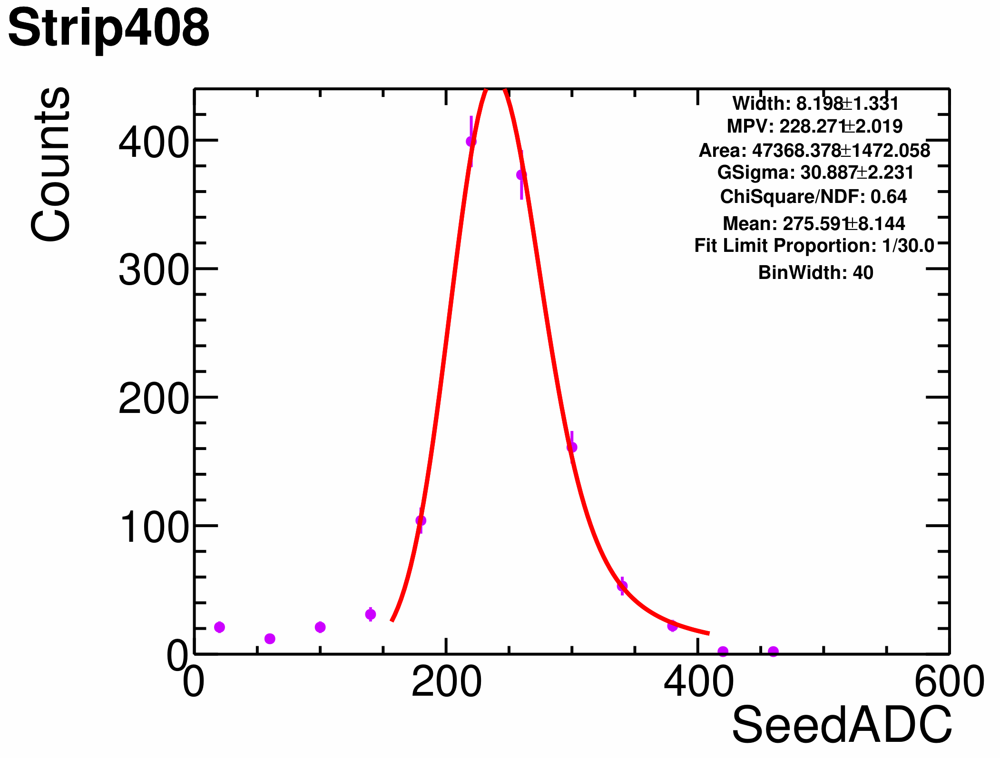 Strip408
Counts
Width: 8.198±1.331
MPV: 228.271±2.019
Area: 47368.378±1472.058
GSigma: 30.887±2.231
ChiSquare/NDF: 0.64
Mean: 275.591±8.144
Fit Limit Proportion: 1/30.0
BinWidth: 40
400
300
200
100
0
0 200 400 600
SeedADC